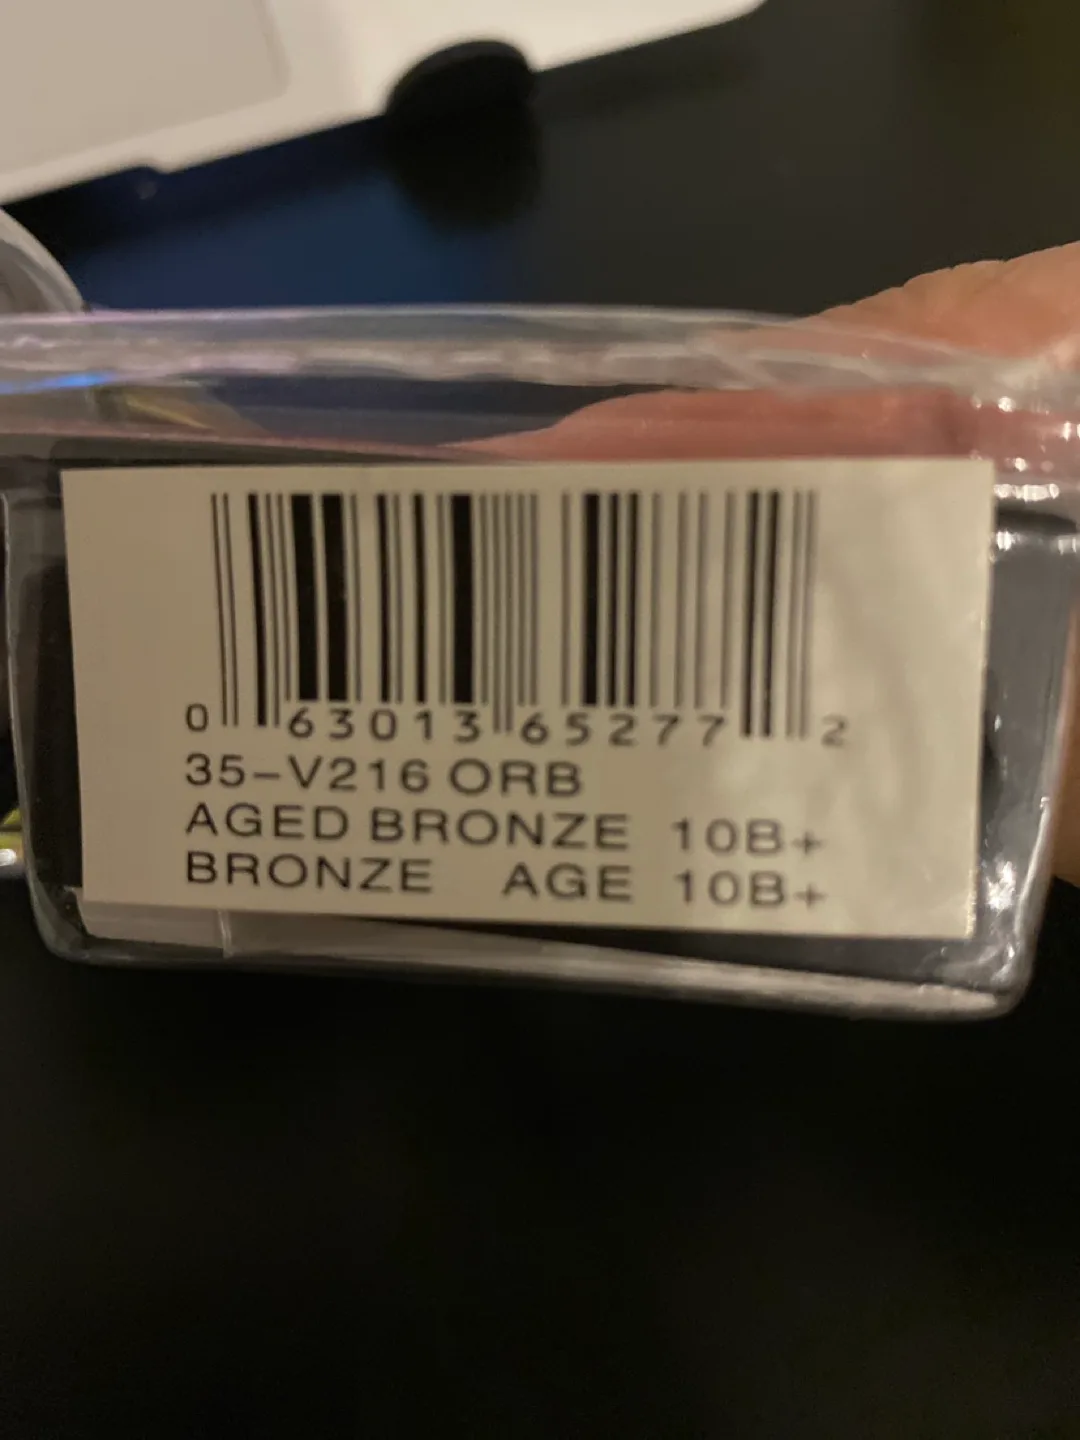 0 63013 65277 2
35-V216 ORB
AGED BRONZE 10B+
BRONZE AGE 10B+